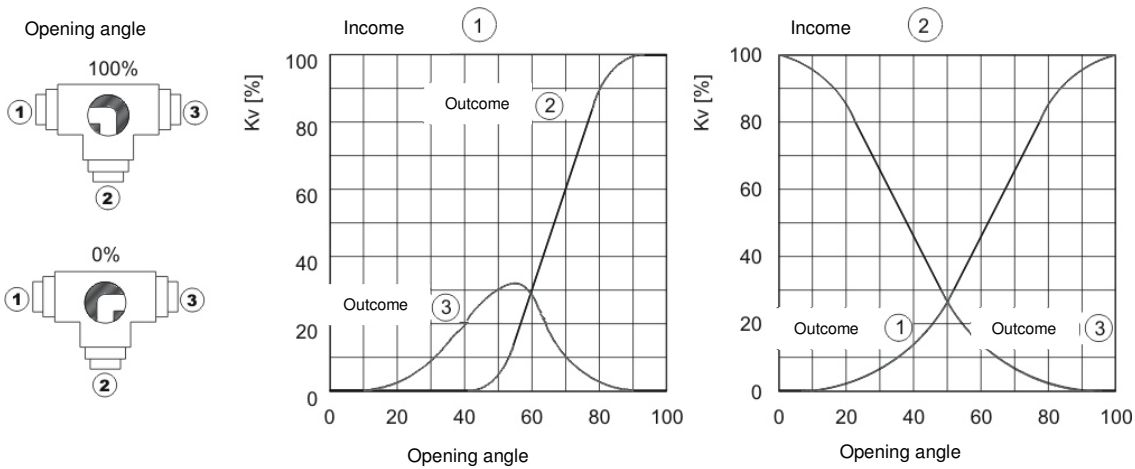 Opening angle
100%
1
3
2
0%
1
3
2
Income 1
Kv [%]
100
80
60
40
20
0
Outcome 2
Outcome 3
0 20 40 60 80 100
Opening angle
Income 2
Kv [%]
100
80
60
40
20
0
Outcome 1
Outcome 3
0 20 40 60 80 100
Opening angle